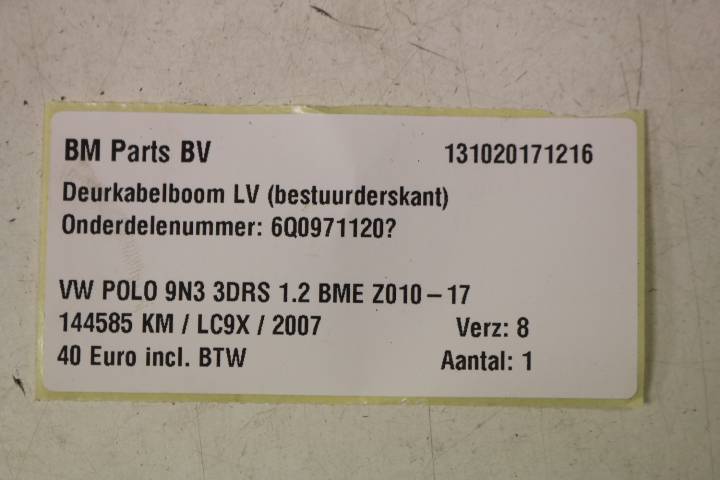 BM Parts BV 131020171216
Deurkabelboom LV (bestuurderskant)
Onderdelenummer: 6Q0971120?
VW POLO 9N3 3DRS 1.2 BME Z010 – 17
144585 KM / LC9X / 2007 Verz: 8
40 Euro incl. BTW Aantal: 1